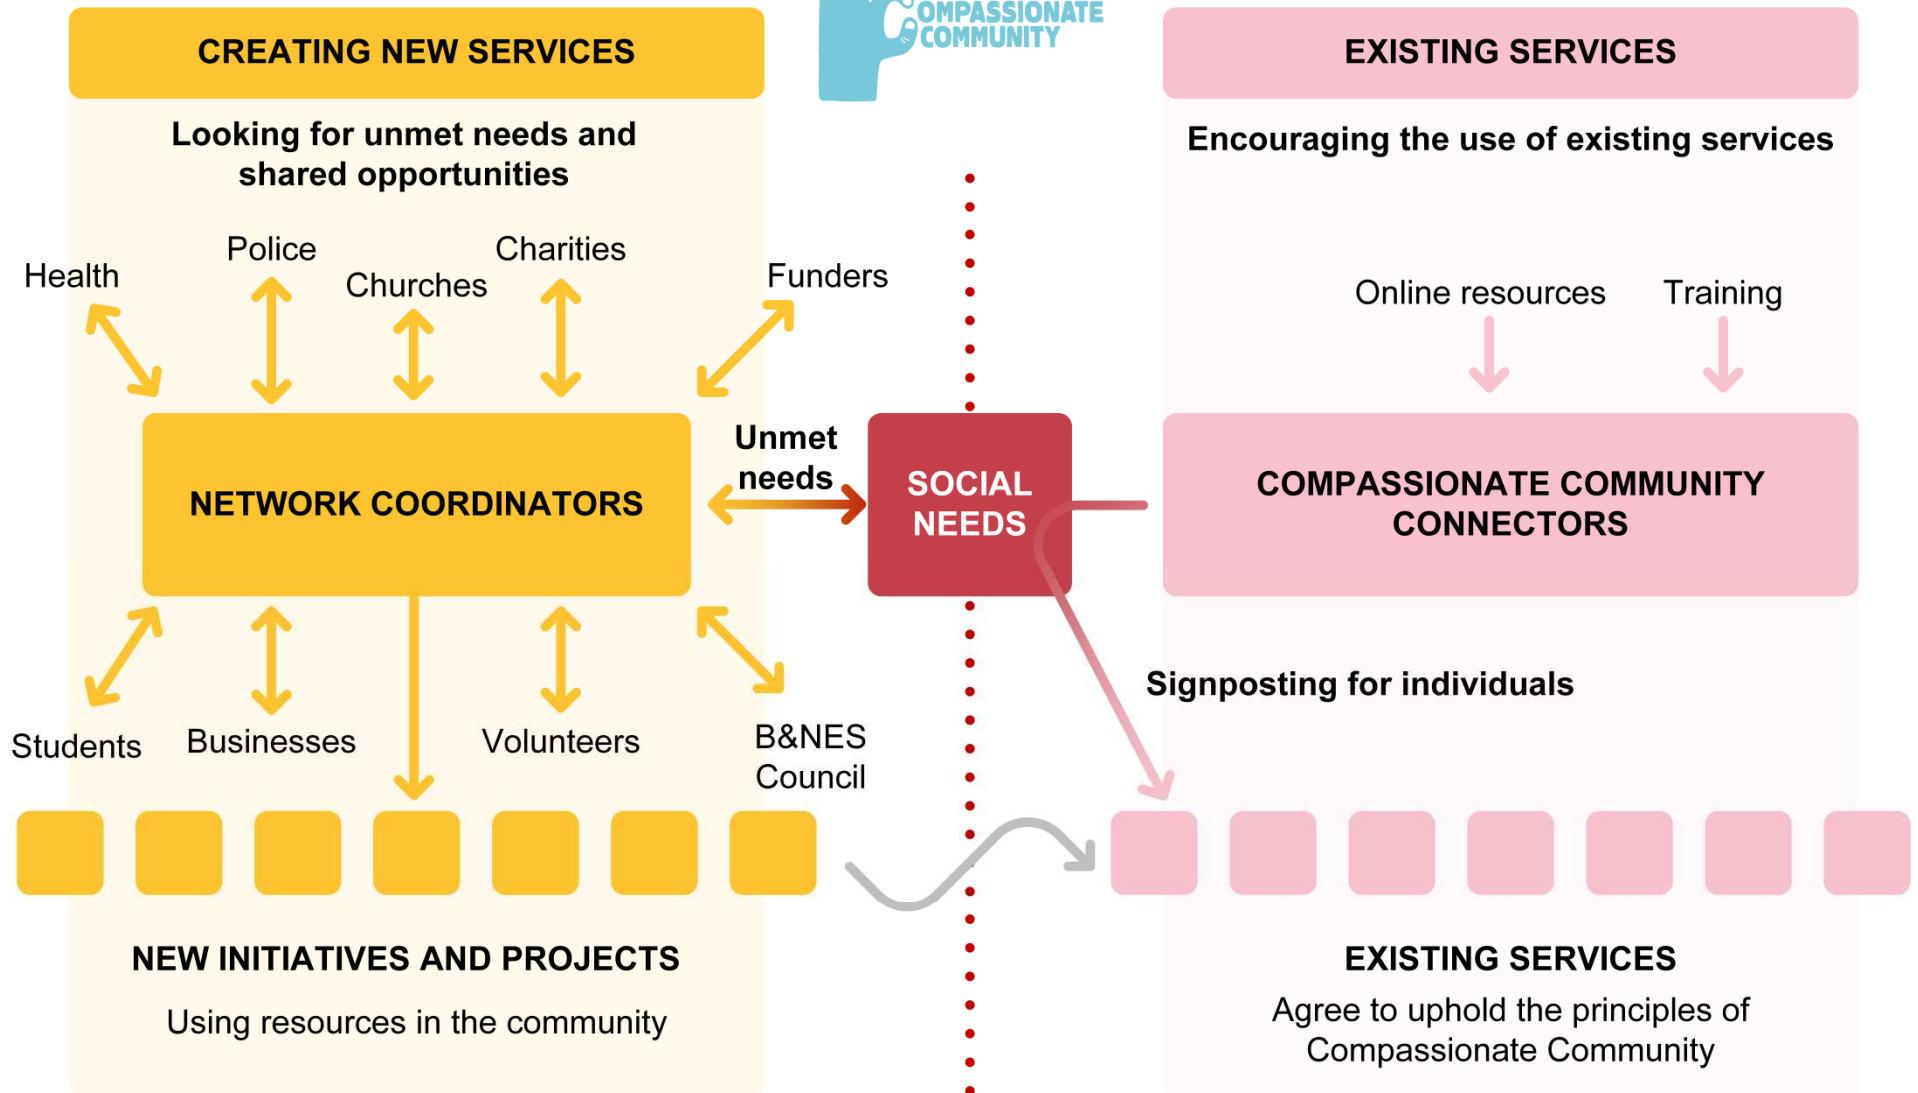 OMPASSIONATE
COMMUNITY
CREATING NEW SERVICES
Looking for unmet needs and
shared opportunities
Health
Police
Churches
Charities
Funders
NETWORK COORDINATORS
Unmet
needs
SOCIAL
NEEDS
Students
Businesses
Volunteers
B&NES
Council
NEW INITIATIVES AND PROJECTS
Using resources in the community
EXISTING SERVICES
Encouraging the use of existing services
Online resources
Training
COMPASSIONATE COMMUNITY
CONNECTORS
Signposting for individuals
EXISTING SERVICES
Agree to uphold the principles of
Compassionate Community